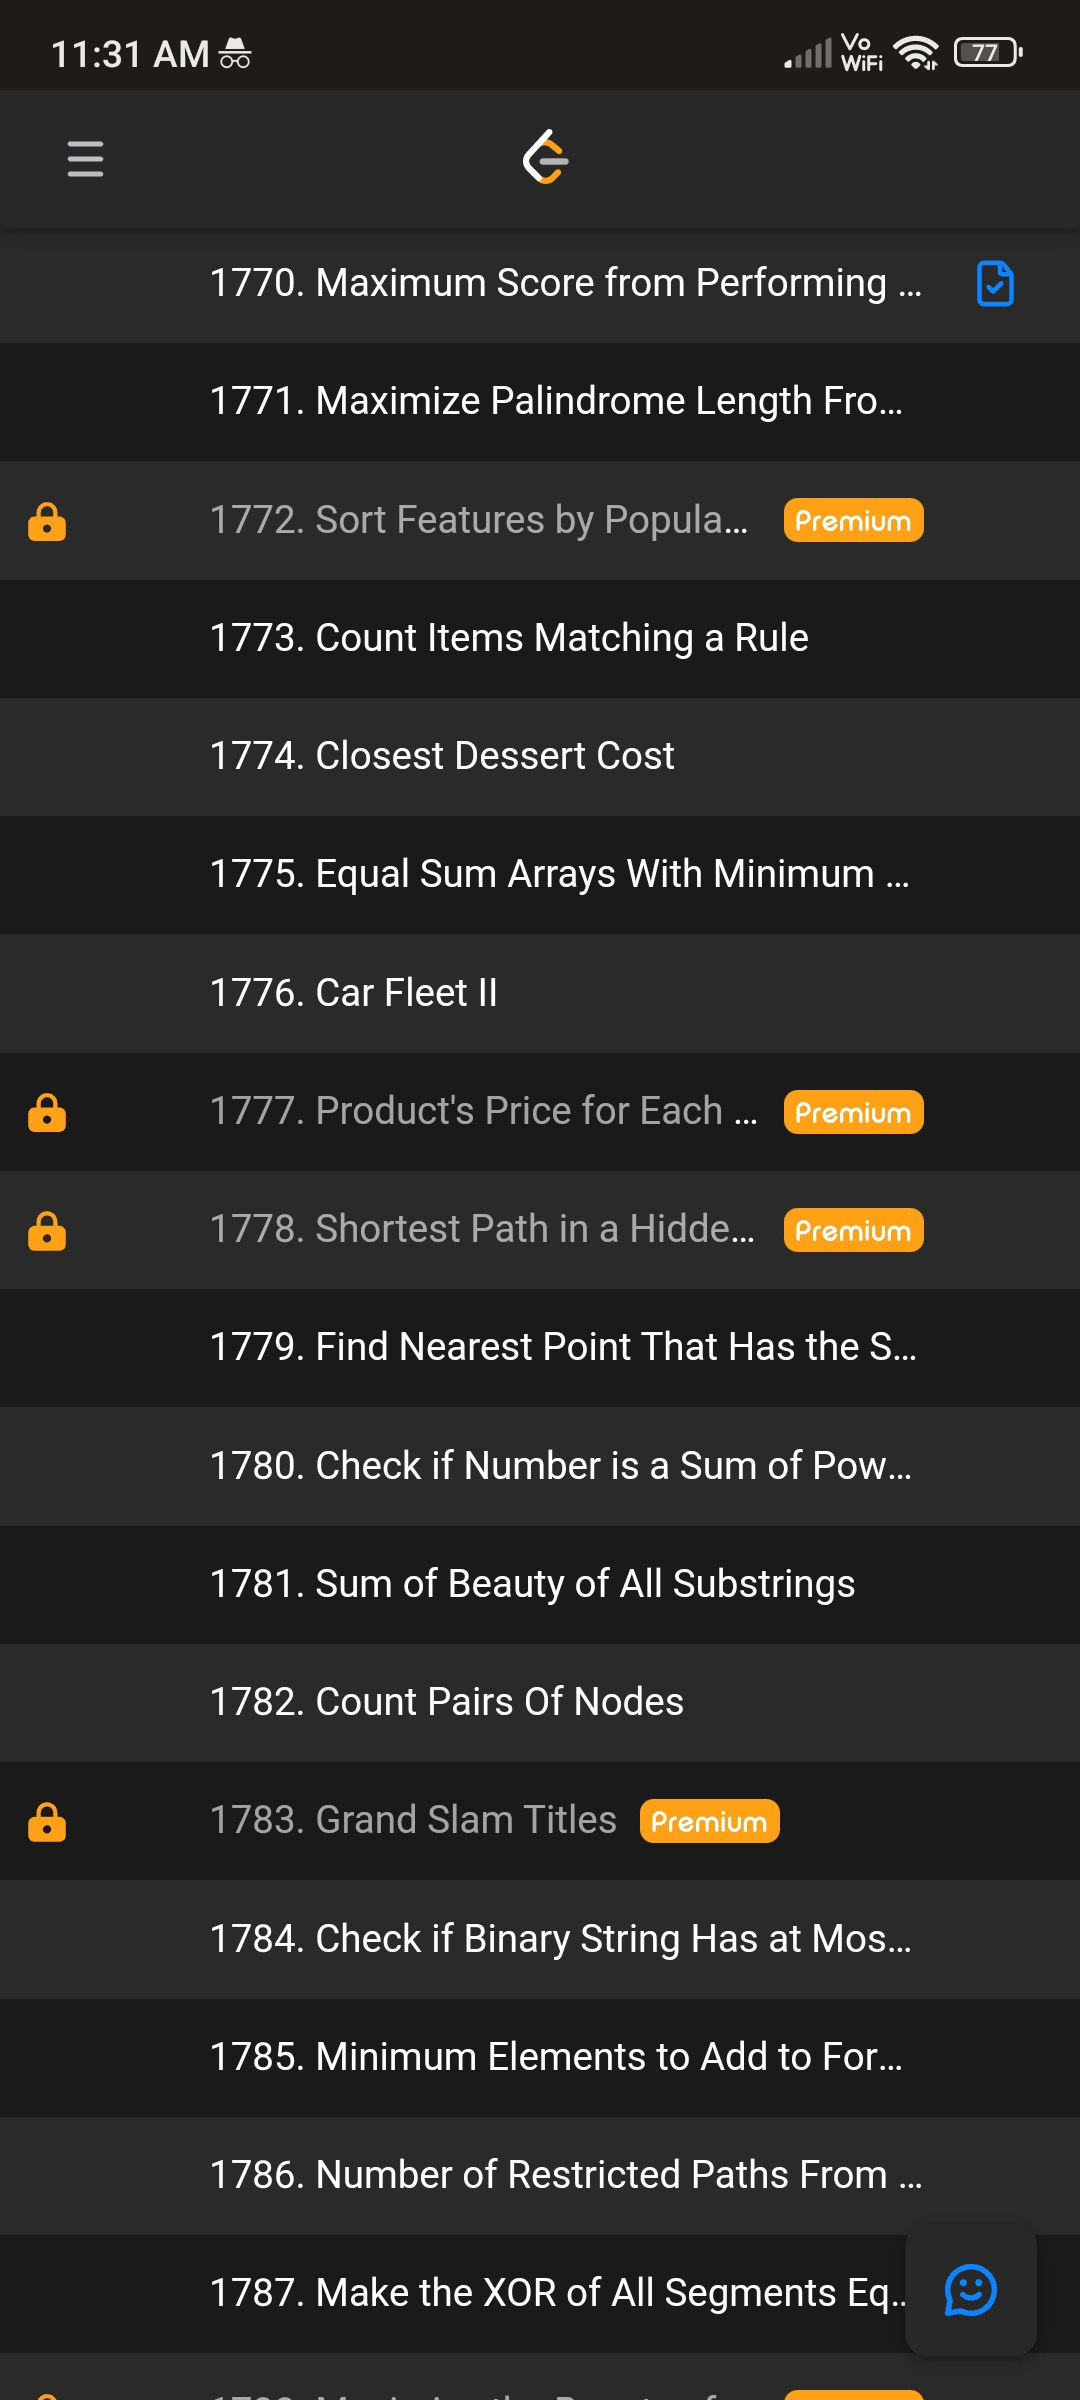 11:31 AM
Vo
WiFi
77
1770. Maximum Score from Performing ...
1771. Maximize Palindrome Length Fro...
1772. Sort Features by Popula... Premium
1773. Count Items Matching a Rule
1774. Closest Dessert Cost
1775. Equal Sum Arrays With Minimum ...
1776. Car Fleet II
1777. Product's Price for Each ... Premium
1778. Shortest Path in a Hidde... Premium
1779. Find Nearest Point That Has the S...
1780. Check if Number is a Sum of Pow...
1781. Sum of Beauty of All Substrings
1782. Count Pairs Of Nodes
1783. Grand Slam Titles Premium
1784. Check if Binary String Has at Mos...
1785. Minimum Elements to Add to For...
1786. Number of Restricted Paths From ...
1787. Make the XOR of All Segments Eq...